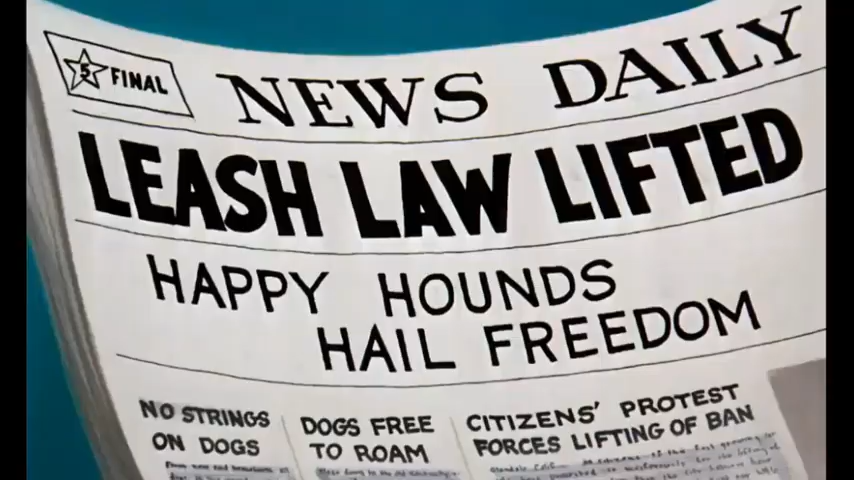 5 FINAL
NEWS DAILY
LEASH LAW LIFTED
HAPPY HOUNDS
HAIL FREEDOM
NO STRINGS
ON DOGS
DOGS FREE
TO ROAM
CITIZENS' PROTEST
FORCES LIFTING OF BAN